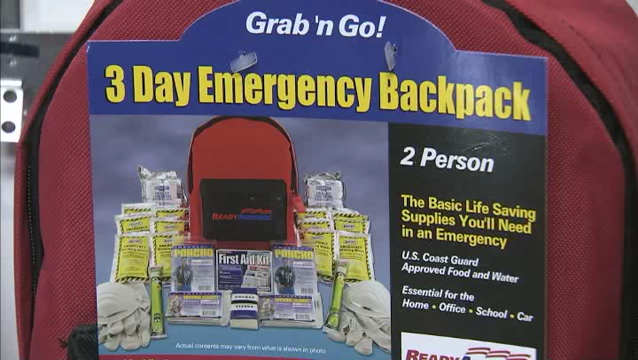 Grab 'n Go!
3 Day Emergency Backpack
2 Person
The Basic Life Saving
Supplies You'll Need
in an Emergency
U.S. Coast Guard
Approved Food and Water
Essential for the
Home • Office • School • Car
READYAMERICA
PONCHO
First Aid Kit
PONCHO
Actual contents may vary from what is shown in photo
READYAMERICA